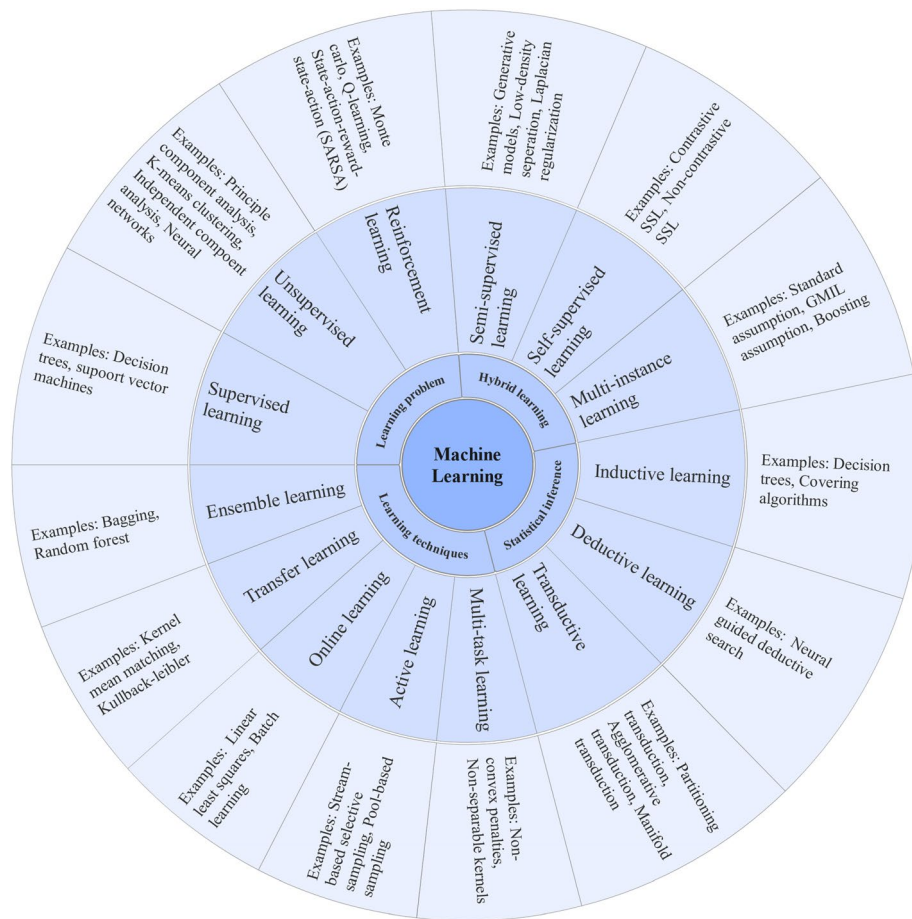 Machine
Learning
Learning problem
Hybrid learning
Statistical inference
Learning techniques
Supervised
learning
Unsupervised
learning
Reinforcement
learning
Semi-supervised
learning
Self-supervised
learning
Multi-instance
learning
Inductive learning
Deductive learning
Transductive
learning
Multi-task learning
Active learning
Online learning
Transfer learning
Ensemble learning
Examples: Decision
trees, supoort vector
machines
Examples: Principle
component analysis,
K-means clustering,
Independent compoent
analysis, Neural
networks
Examples: Monte
carlo, Q-learning,
State-action-reward-
state-action (SARSA)
Examples: Generative
models, Low-density
seperation, Laplacian
regularization
Examples: Contrastive
SSL, Non-contrastive
SSL
Examples: Standard
assumption, GMIL
assumption, Boosting
Examples: Decision
trees, Covering
algorithms
Examples: Neural
guided deductive
search
Examples: Partitioning
transduction,
Agglomerative
transduction, Manifold
transduction
Examples: Non-
convex penalties,
Non-separable kernels
Examples: Stream-
based selective
sampling, Pool-based
sampling
Examples: Linear
least squares, Batch
learning
Examples: Kernel
mean matching,
Kullback-leibler
Examples: Bagging,
Random forest